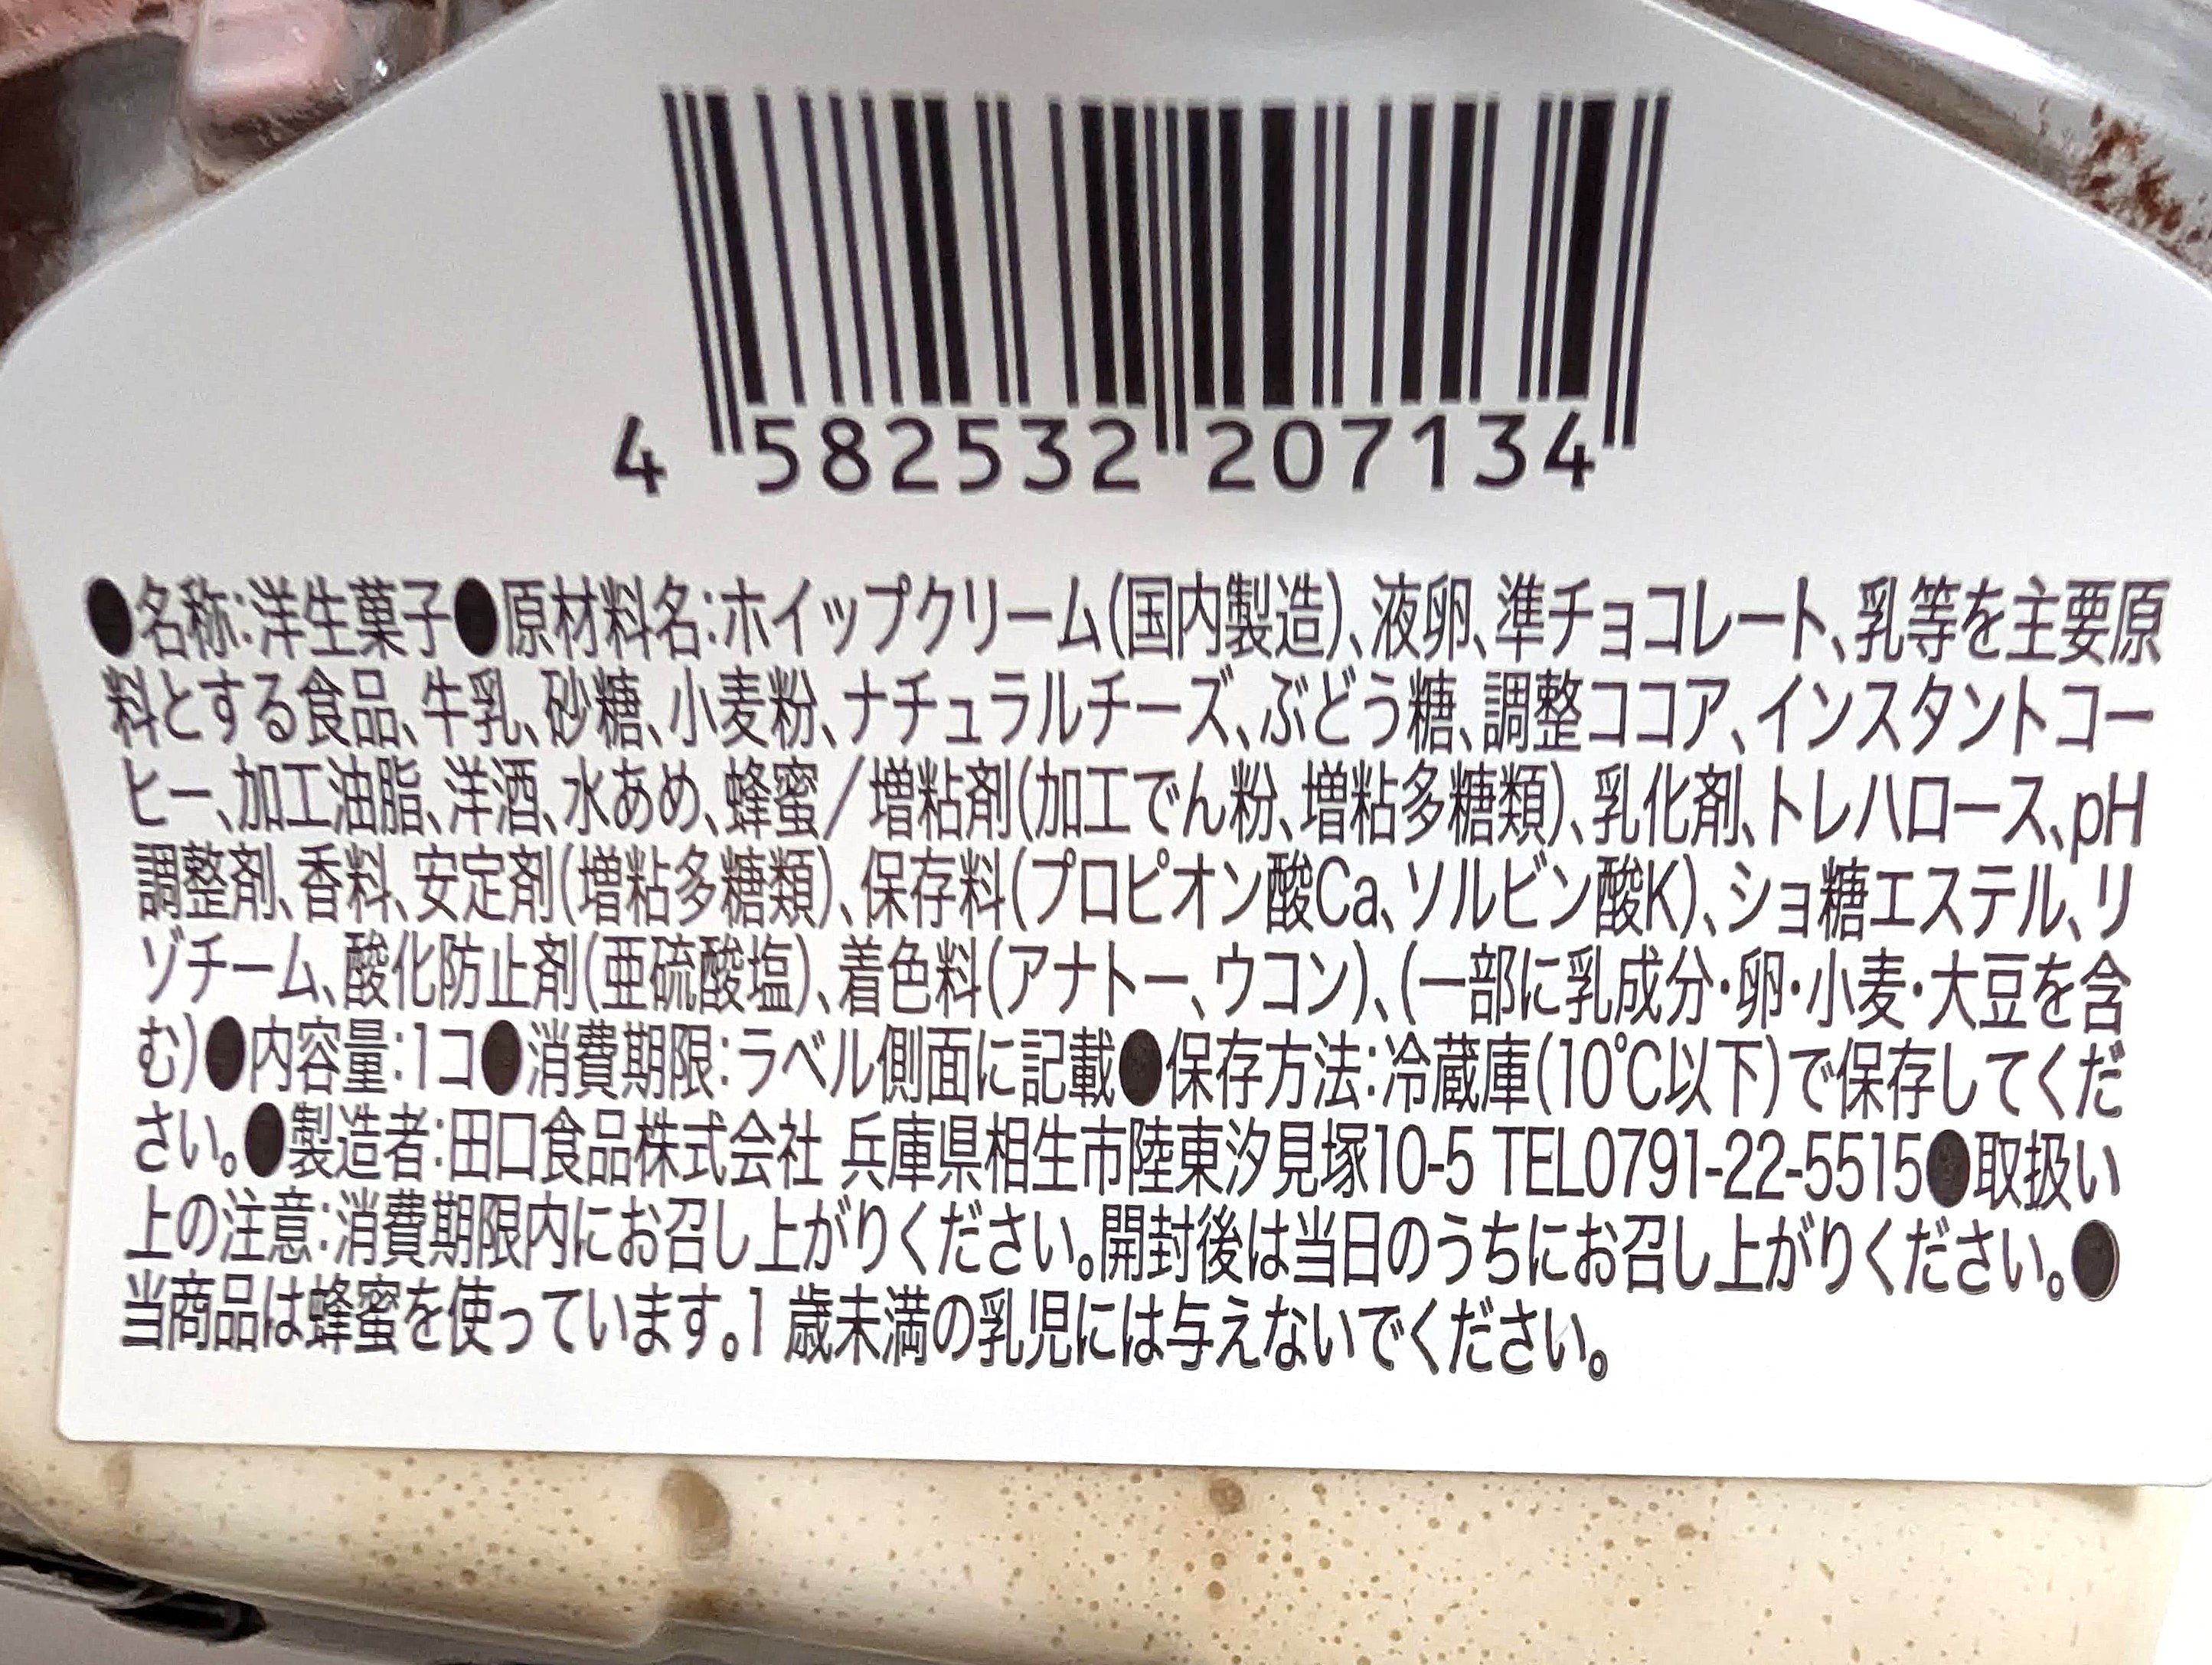 4 582532 207134
●名称:洋生菓子●原材料名:ホイップクリーム(国内製造)、液卵、準チョコレート、乳等を主要原
料とする食品、牛乳、砂糖、小麦粉、ナチュラルチーズ、ぶどう糖、調整ココア、インスタントコー
ヒー、加工油脂、洋酒、水あめ、蜂蜜/増粘剤(加工でん粉、増粘多糖類)、乳化剤、トレハロース、pH
調整剤、香料、安定剤(増粘多糖類)、保存料(プロピオン酸Ca、ソルビン酸K)、ショ糖エステル、リ
ゾチーム、酸化防止剤(亜硫酸塩)、着色料(アナトー、ウコン)、(一部に乳成分・卵・小麦・大豆を含
む)●内容量:1コ●消費期限:ラベル側面に記載●保存方法:冷蔵庫(10℃以下)で保存してくだ
さい。●製造者:田口食品株式会社 兵庫県相生市陸東汐見塚10-5 TEL0791-22-5515●取扱い
上の注意:消費期限内にお召し上がりください。開封後は当日のうちにお召し上がりください。●
当商品は蜂蜜を使っています。1歳未満の乳児には与えないでください。